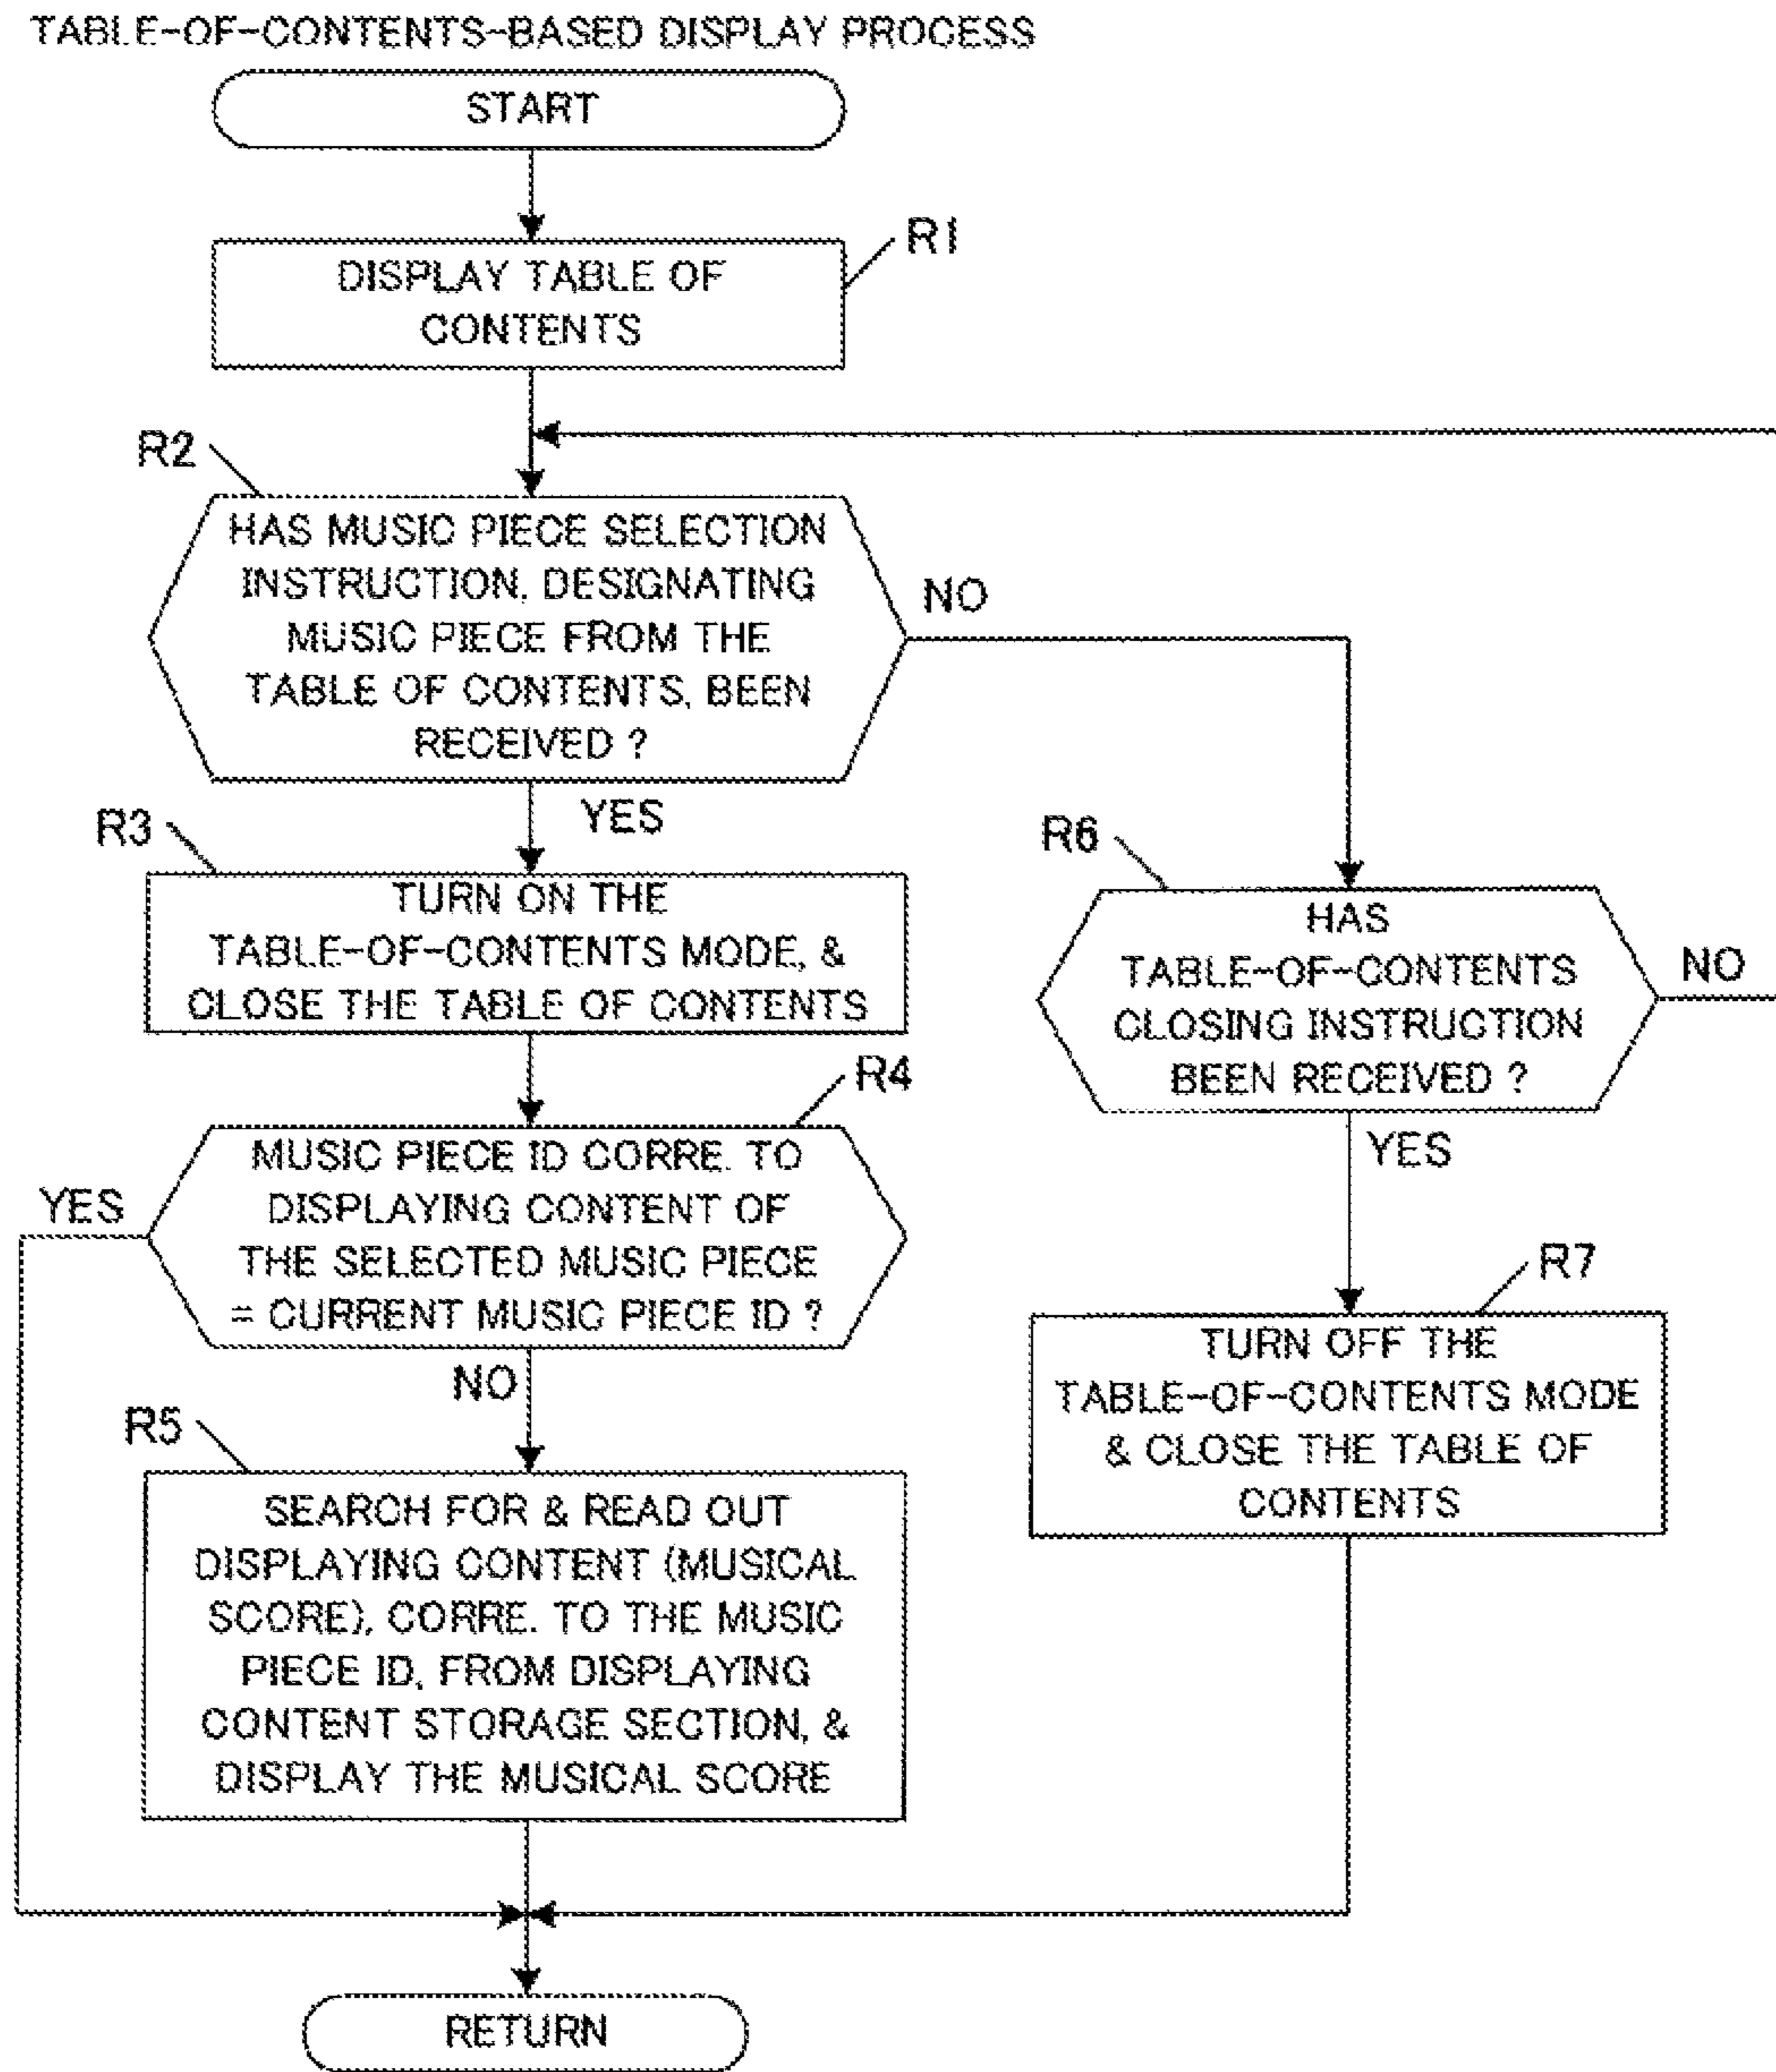 TABLE-OF-CONTENTS-BASED DISPLAY PROCESS
START
R1
DISPLAY TABLE OF
CONTENTS
R2
HAS MUSIC PIECE SELECTION
INSTRUCTION, DESIGNATING
MUSIC PIECE FROM THE
TABLE OF CONTENTS, BEEN
RECEIVED ?
NO
YES
R3
TURN ON THE
TABLE-OF-CONTENTS MODE, &
CLOSE THE TABLE OF CONTENTS
R6
HAS
TABLE-OF-CONTENTS
CLOSING INSTRUCTION
BEEN RECEIVED ?
NO
YES
R4
MUSIC PIECE ID CORRE. TO
DISPLAYING CONTENT OF
THE SELECTED MUSIC PIECE
= CURRENT MUSIC PIECE ID ?
YES
NO
R7
TURN OFF THE
TABLE-OF-CONTENTS MODE
& CLOSE THE TABLE OF
CONTENTS
R5
SEARCH FOR & READ OUT
DISPLAYING CONTENT (MUSICAL
SCORE), CORRE. TO THE MUSIC
PIECE ID, FROM DISPLAYING
CONTENT STORAGE SECTION, &
DISPLAY THE MUSICAL SCORE
RETURN